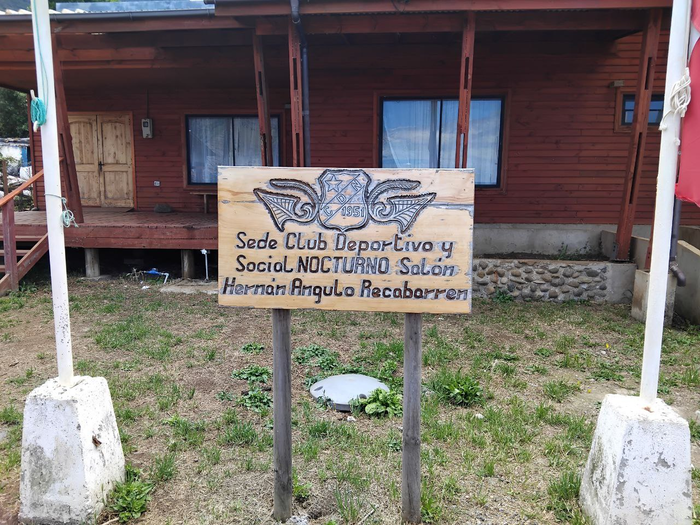 C D N
1951
Sede Club Deportivo y
Social NOCTURNO Salón
Hernán Angulo Recabarren